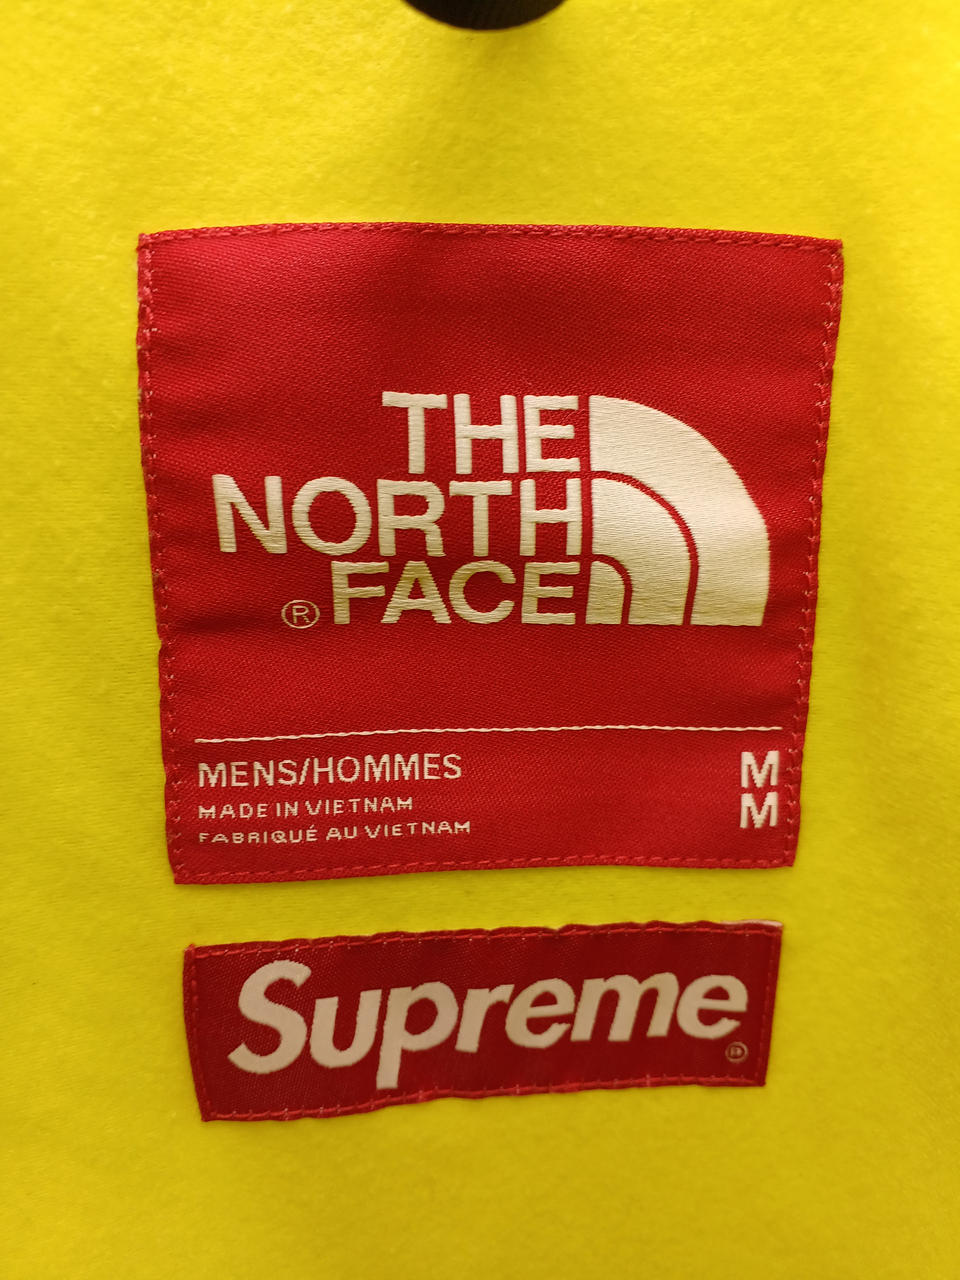 THE
NORTH
® FACE
MENS/HOMMES M
MADE IN VIETNAM M
FABRIQUÉ AU VIETNAM
Supreme
®